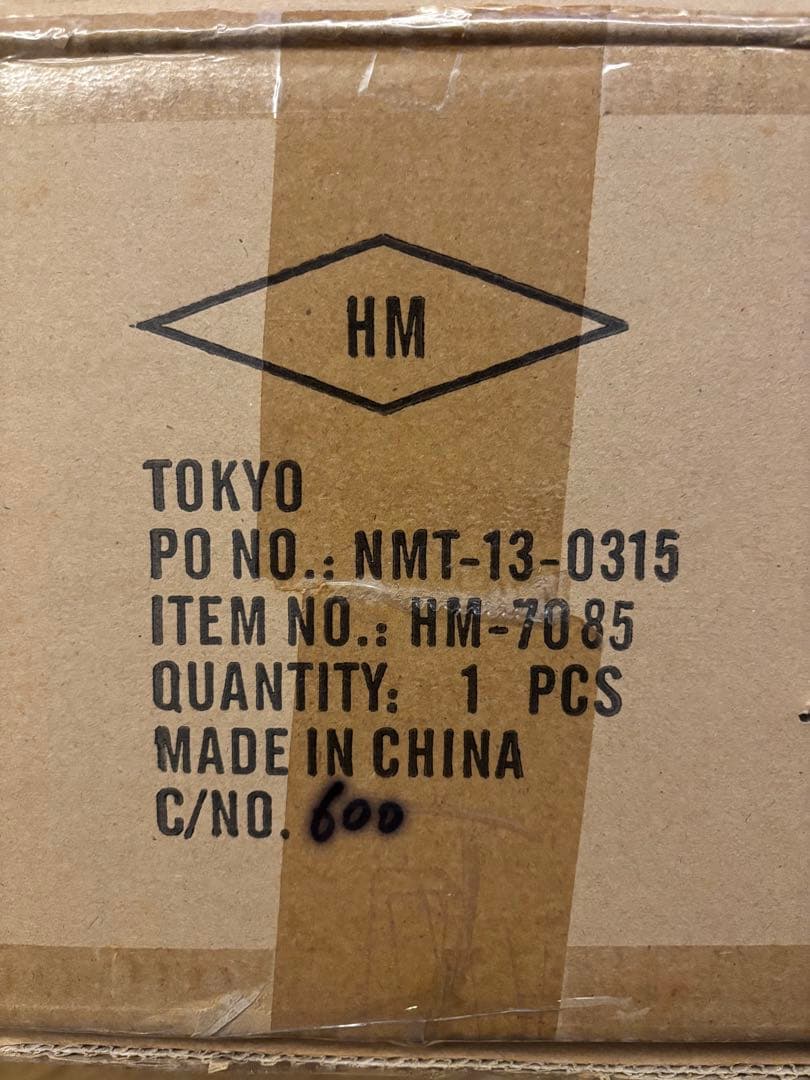 HM
TOKYO
PO NO.: NMT-13-0315
ITEM NO.: HM-7085
QUANTITY: 1 PCS
MADE IN CHINA
C/NO. 600